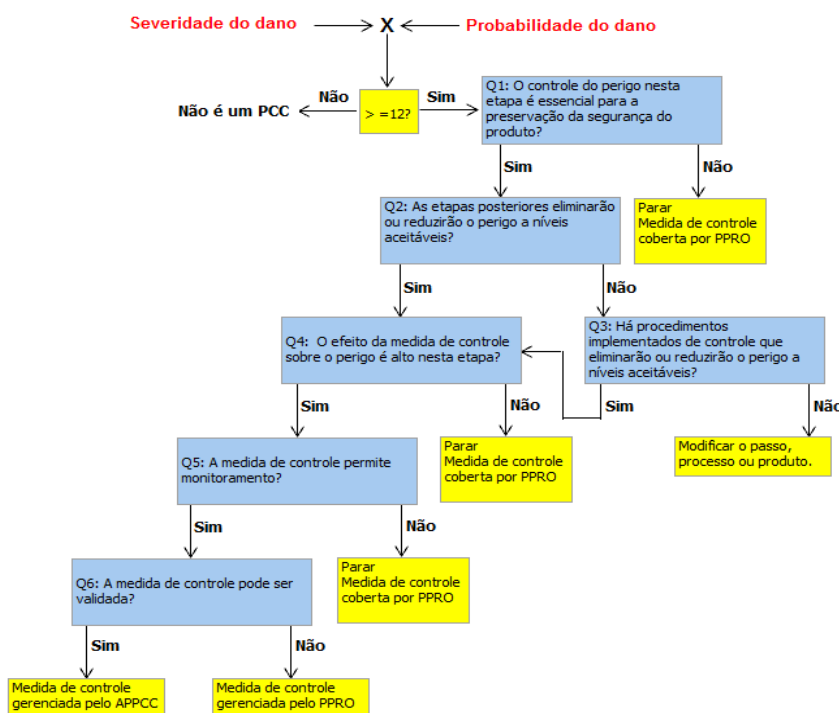 Severidade do dano
X
Probabilidade do dano
Não
> =12?
Sim
Não é um PCC
Q1: O controle do perigo nesta
etapa é essencial para a
preservação da segurança do
produto?
Sim
Não
Q2: As etapas posteriores eliminarão
ou reduzirão o perigo a níveis
aceitáveis?
Parar
Medida de controle
coberta por PPRO
Sim
Não
Q4:  O efeito da medida de controle
sobre o perigo é alto nesta etapa?
Q3: Há procedimentos
implementados de controle que
eliminarão ou reduzirão o perigo a
níveis aceitáveis?
Sim
Não
Sim
Não
Q5: A medida de controle permite
monitoramento?
Parar
Medida de controle
coberta por PPRO
Modificar o passo,
processo ou produto.
Sim
Não
Q6: A medida de controle pode ser
validada?
Parar
Medida de controle
coberta por PPRO
Sim
Não
Medida de controle
gerenciada pelo APPCC
Medida de controle
gerenciada pelo PPRO